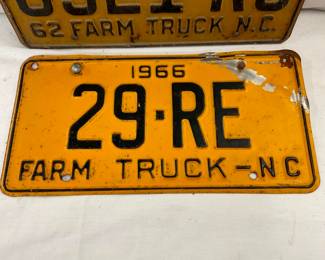 62 FARM TRUCK N.C.
1966
29·RE
FARM TRUCK-NC